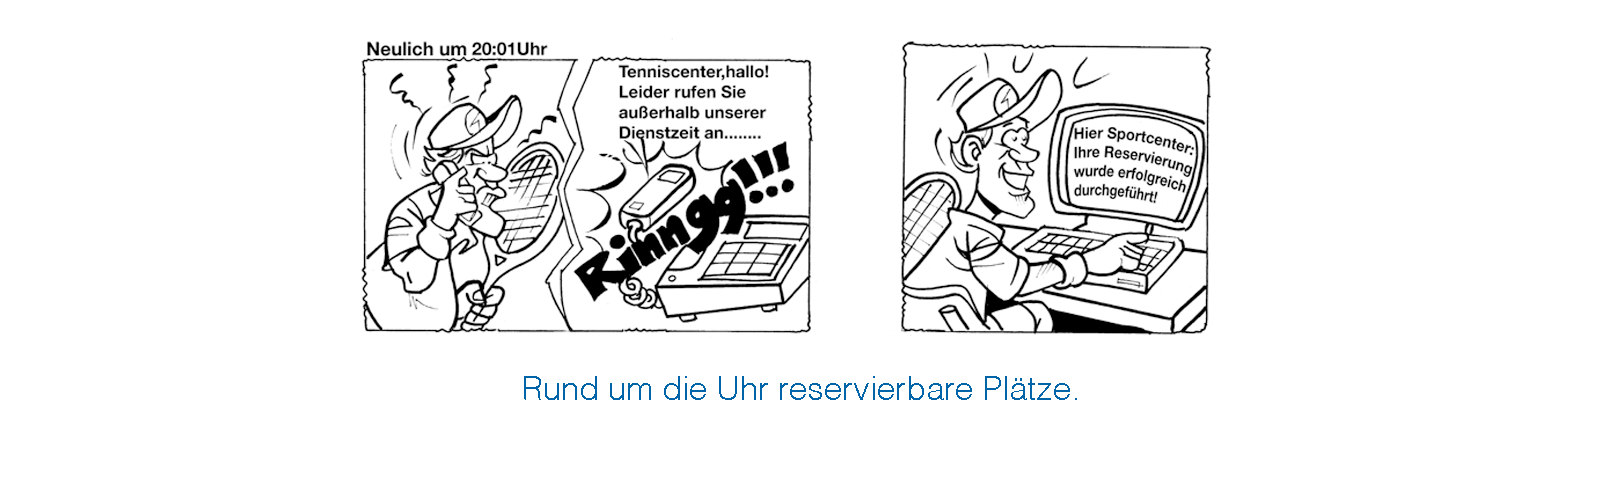 Neulich um 20:01Uhr
Tenniscenter,hallo!
Leider rufen Sie
außerhalb unserer
Dienstzeit an........
Rinnngg!!!...
Hier Sportcenter:
Ihre Reservierung
wurde erfolgreich
durchgeführt!
Rund um die Uhr reservierbare Plätze.